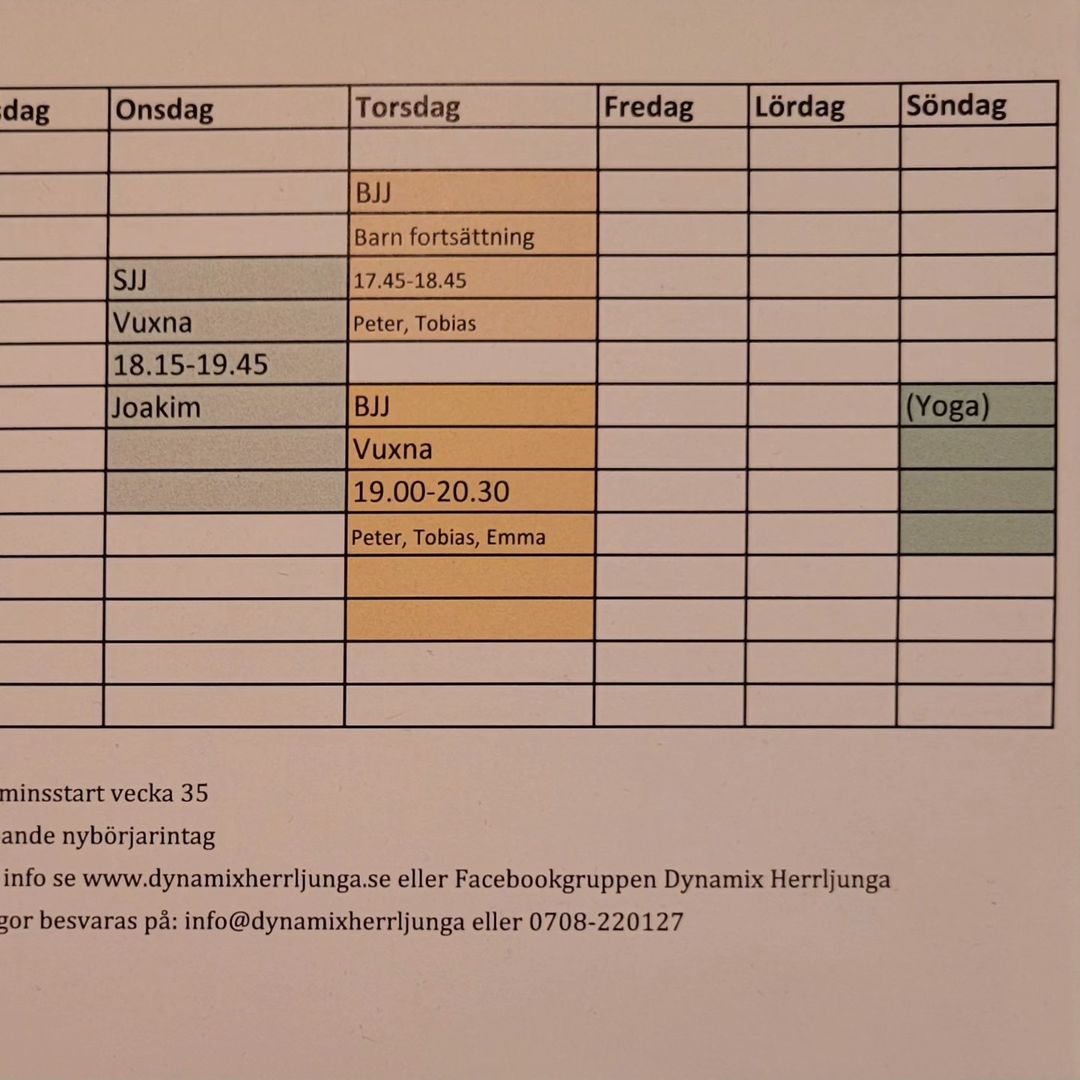 sdag Onsdag Torsdag Fredag Lördag Söndag
BJJ
Barn fortsättning
SJJ 17.45-18.45
Vuxna Peter, Tobias
18.15-19.45
Joakim BJJ (Yoga)
Vuxna
19.00-20.30
Peter, Tobias, Emma
minsstart vecka 35
ande nybörjarintag
info se www.dynamixherrljunga.se eller Facebookgruppen Dynamix Herrljunga
gor besvaras på: info@dynamixherrljunga eller 0708-220127